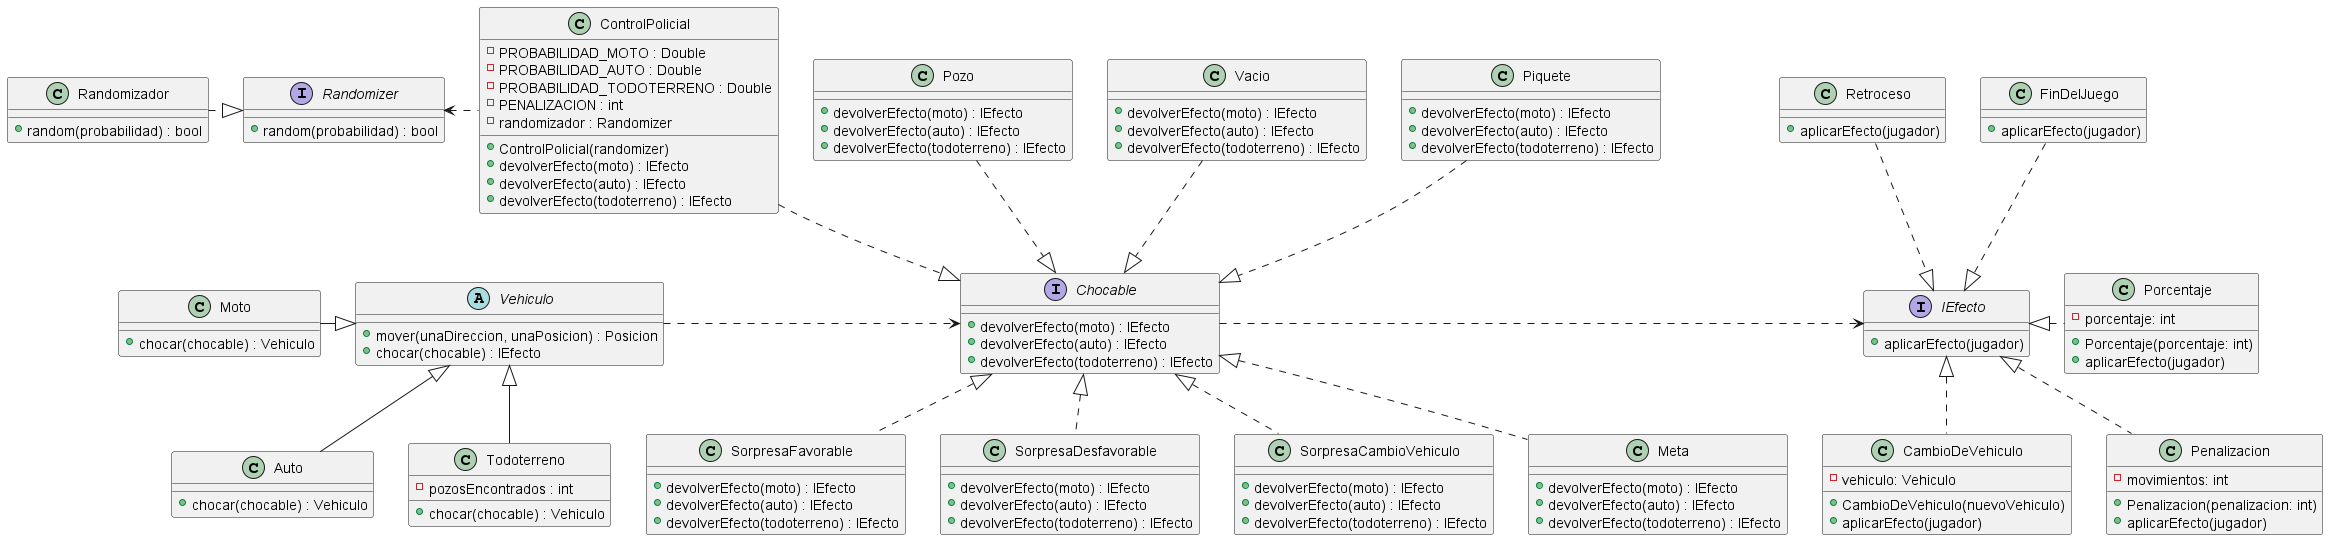 Randomizador
random(probabilidad) : bool
Randomizer
random(probabilidad) : bool
ControlPolicial
PROBABILIDAD_MOTO : Double
PROBABILIDAD_AUTO : Double
PROBABILIDAD_TODOTERRENO : Double
PENALIZACION : int
randomizador : Randomizer
ControlPolicial(randomizer)
devolverEfecto(moto) : IEfecto
devolverEfecto(auto) : IEfecto
devolverEfecto(todoterreno) : IEfecto
Pozo
devolverEfecto(moto) : IEfecto
devolverEfecto(auto) : IEfecto
devolverEfecto(todoterreno) : IEfecto
Vacio
devolverEfecto(moto) : IEfecto
devolverEfecto(auto) : IEfecto
devolverEfecto(todoterreno) : IEfecto
Piquete
devolverEfecto(moto) : IEfecto
devolverEfecto(auto) : IEfecto
devolverEfecto(todoterreno) : IEfecto
Retroceso
aplicarEfecto(jugador)
FinDelJuego
aplicarEfecto(jugador)
Moto
chocar(chocable) : Vehiculo
Vehiculo
mover(unaDireccion, unaPosicion) : Posicion
chocar(chocable) : IEfecto
Chocable
devolverEfecto(moto) : IEfecto
devolverEfecto(auto) : IEfecto
devolverEfecto(todoterreno) : IEfecto
IEfecto
aplicarEfecto(jugador)
Porcentaje
porcentaje: int
Porcentaje(porcentaje: int)
aplicarEfecto(jugador)
Auto
chocar(chocable) : Vehiculo
Todoterreno
pozosEncontrados : int
chocar(chocable) : Vehiculo
SorpresaFavorable
devolverEfecto(moto) : IEfecto
devolverEfecto(auto) : IEfecto
devolverEfecto(todoterreno) : IEfecto
SorpresaDesfavorable
devolverEfecto(moto) : IEfecto
devolverEfecto(auto) : IEfecto
devolverEfecto(todoterreno) : IEfecto
SorpresaCambioVehiculo
devolverEfecto(moto) : IEfecto
devolverEfecto(auto) : IEfecto
devolverEfecto(todoterreno) : IEfecto
Meta
devolverEfecto(moto) : IEfecto
devolverEfecto(auto) : IEfecto
devolverEfecto(todoterreno) : IEfecto
CambioDeVehiculo
vehiculo: Vehiculo
CambioDeVehiculo(nuevoVehiculo)
aplicarEfecto(jugador)
Penalizacion
movimientos: int
Penalizacion(penalizacion: int)
aplicarEfecto(jugador)